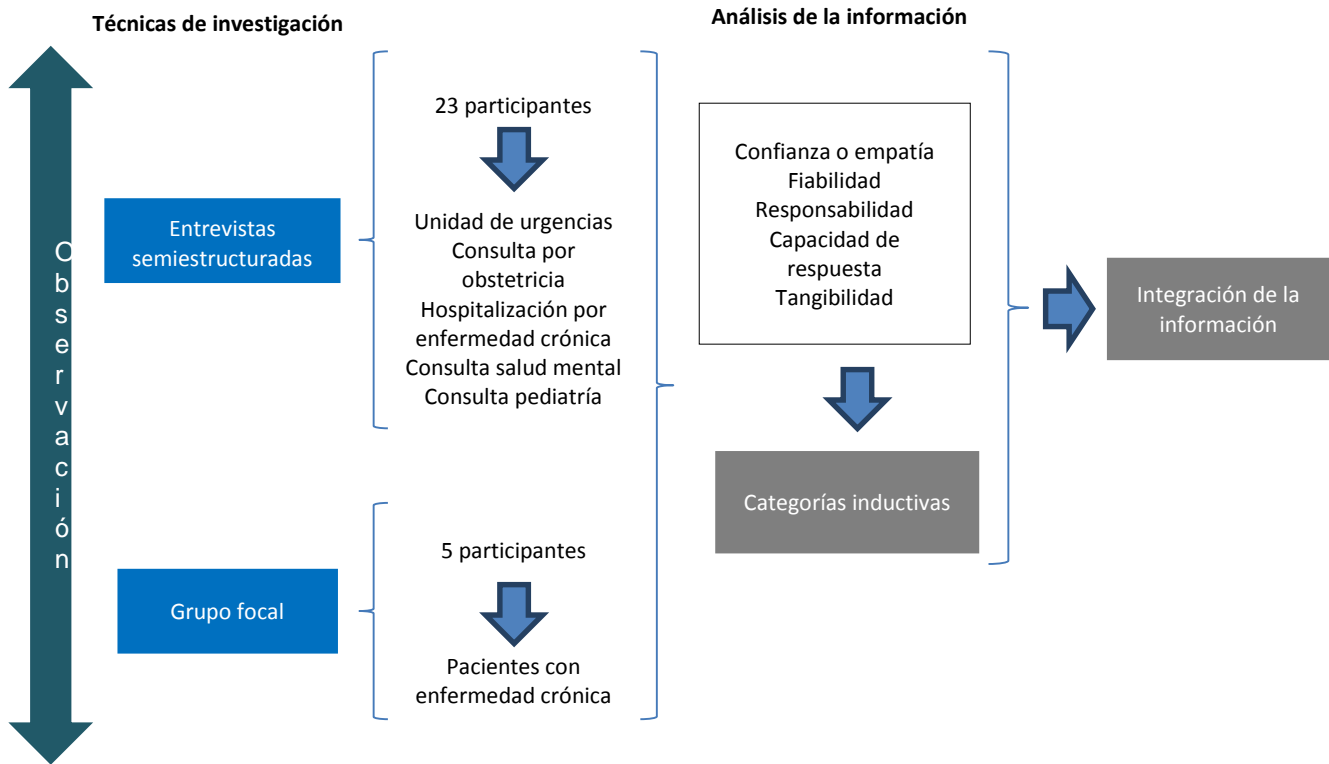 Técnicas de investigación
Análisis de la información
Observación
Entrevistas
semiestructuradas
23 participantes
Unidad de urgencias
Consulta por
obstetricia
Hospitalización por
enfermedad crónica
Consulta salud mental
Consulta pediatría
Grupo focal
5 participantes
Pacientes con
enfermedad crónica
Confianza o empatía
Fiabilidad
Responsabilidad
Capacidad de
respuesta
Tangibilidad
Categorías inductivas
Integración de la
información